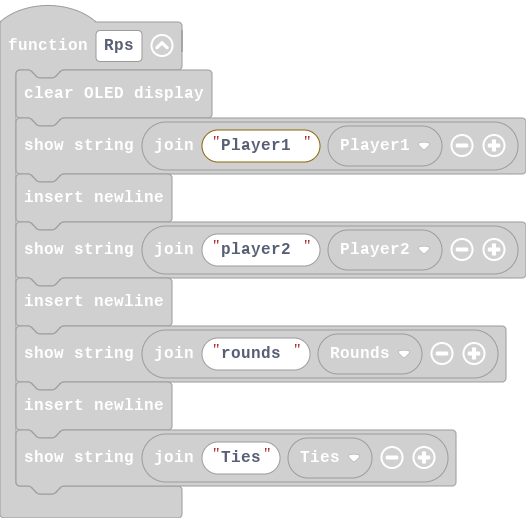 function Rps
clear OLED display
show string join "Player1 " Player1
insert newline
show string join "player2 " Player2
insert newline
show string join "rounds " Rounds
insert newline
show string join "Ties" Ties